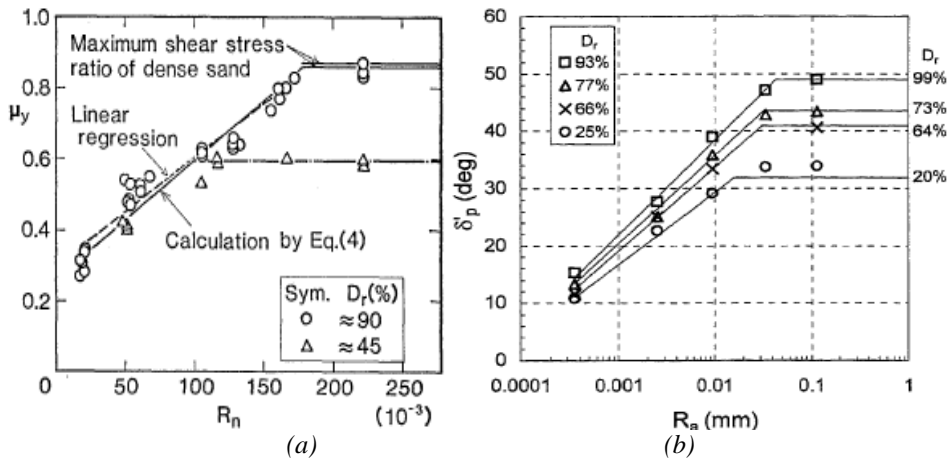 Maximum shear stress
ratio of dense sand
Linear
regression
Calculation by Eq.(4)
Sym. Dr(%)
≈90
≈45
μy
1.0
0.8
0.6
0.4
0.2
0
0 50 100 150 200 250
Rn (10⁻³)
(a)
Dr
93%
77%
66%
25%
Dr
99%
73%
64%
20%
δ'p (deg)
60
50
40
30
20
10
0
0.0001 0.001 0.01 0.1 1
Ra (mm)
(b)